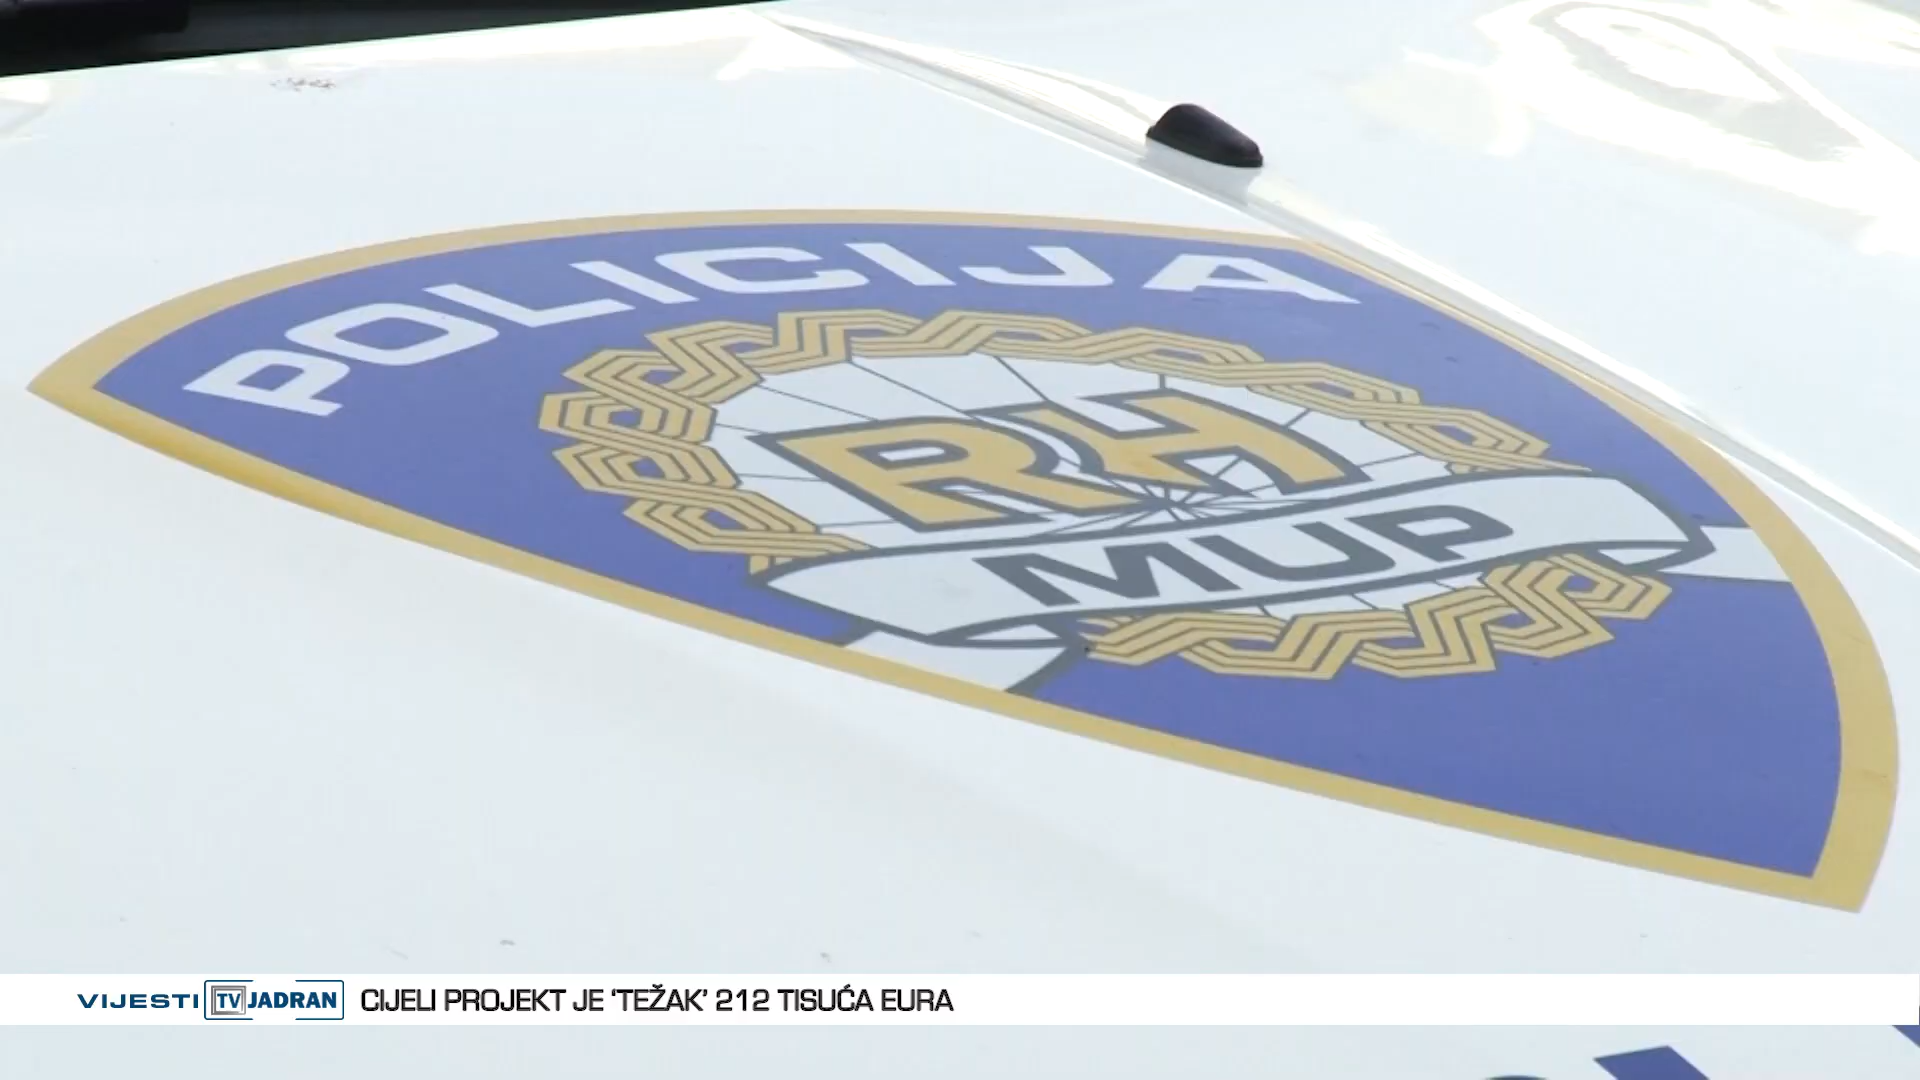 POLICIJA
RH
MUP
VIJESTI TV JADRAN CIJELI PROJEKT JE ‘TEŽAK’ 212 TISUĆA EURA